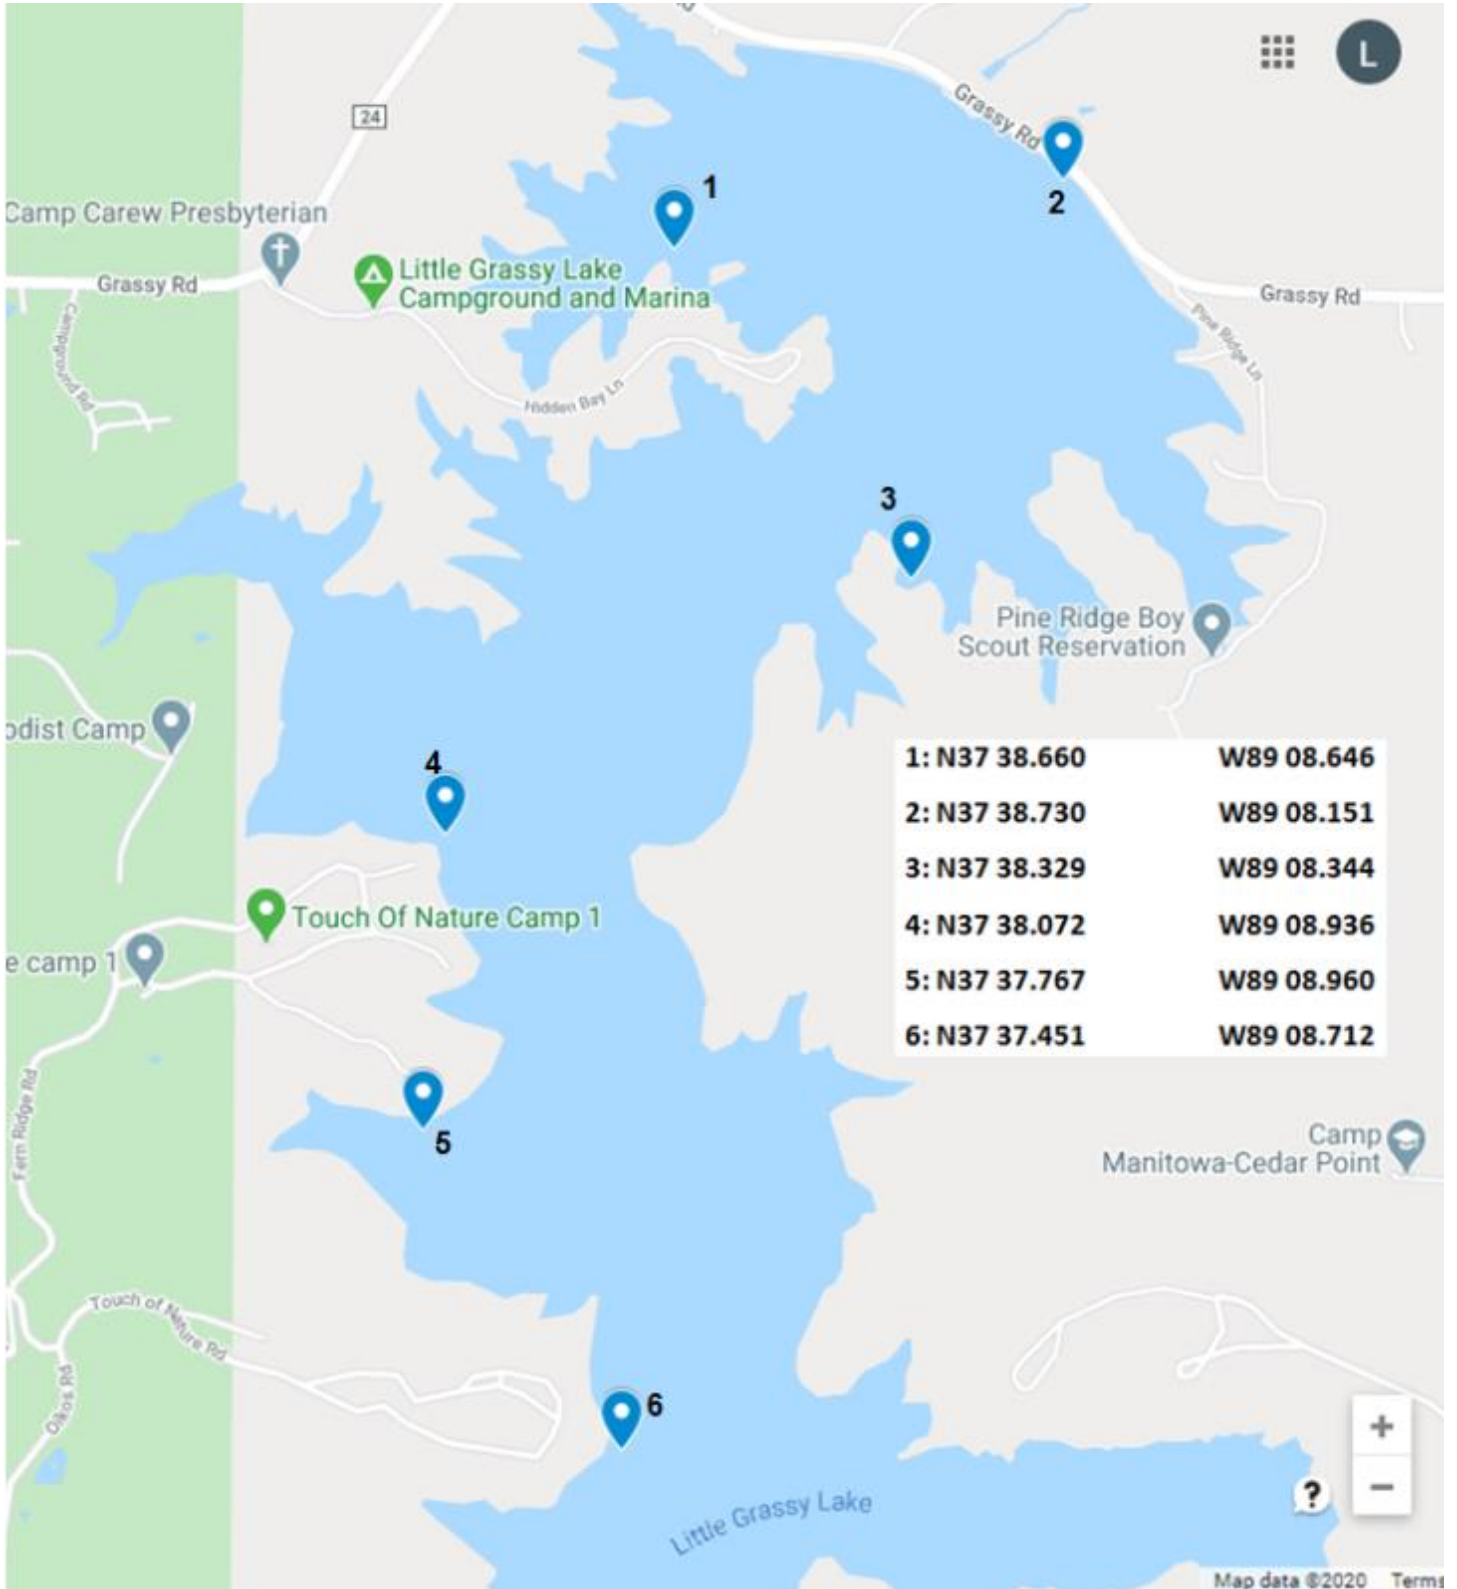 L
Grassy Rd
24
1
2
Camp Carew Presbyterian
Grassy Rd
Little Grassy Lake
Campground and Marina
Grassy Rd
Pine Ridge Ln
Campground Rd
Hidden Bay Ln
3
Pine Ridge Boy
Scout Reservation
odist Camp
4
1: N37 38.660 W89 08.646
2: N37 38.730 W89 08.151
3: N37 38.329 W89 08.344
4: N37 38.072 W89 08.936
5: N37 37.767 W89 08.960
6: N37 37.451 W89 08.712
Touch Of Nature Camp 1
e camp 1
Fern Ridge Rd
5
Camp
Manitowa-Cedar Point
Touch of Nature Rd
Oikos Rd
6
+
−
?
Little Grassy Lake
Map data ©2020 Terms